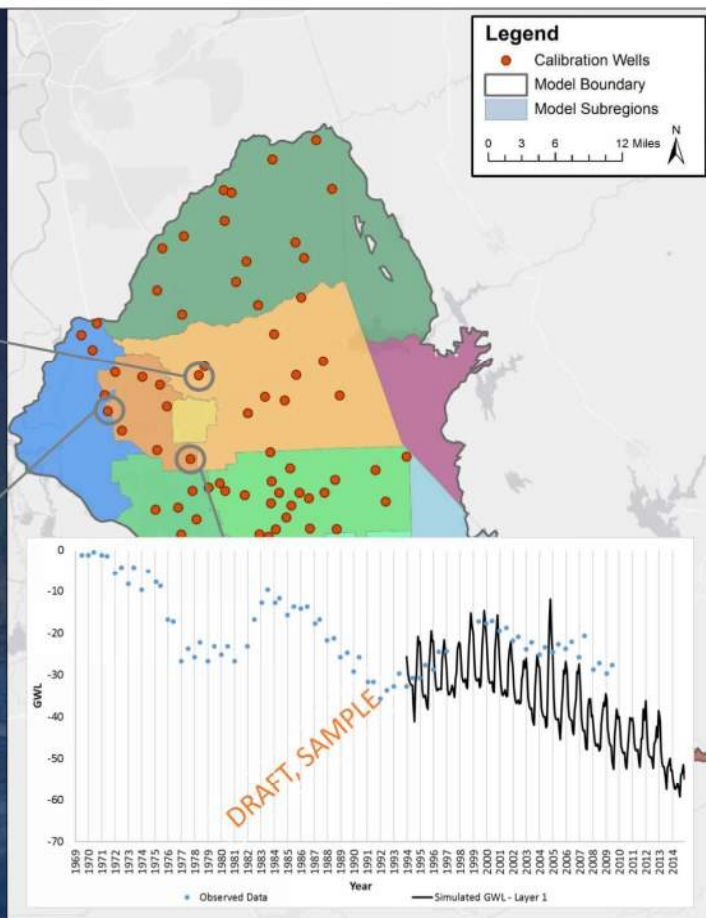 Legend
Calibration Wells
Model Boundary
Model Subregions
0 3 6 12 Miles
N
0
-10
-20
-30
-40
-50
-60
-70
GWL
DRAFT, SAMPLE
1969 1970 1971 1972 1973 1974 1975 1976 1977 1978 1979 1980 1981 1982 1983 1984 1985 1986 1987 1988 1989 1990 1991 1992 1993 1994 1995 1996 1997 1998 1999 2000 2001 2002 2003 2004 2005 2006 2007 2008 2009 2010 2011 2012 2013 2014
Year
Observed Data
Simulated GWL - Layer 1